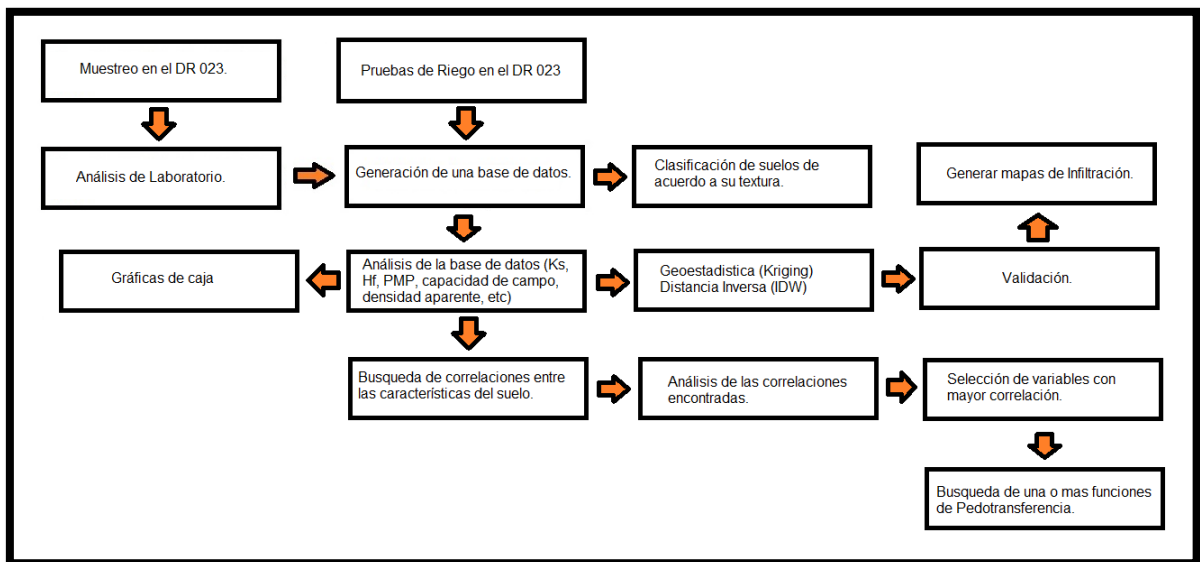 Muestreo en el DR 023.
Pruebas de Riego en el DR 023
Análisis de Laboratorio.
Generación de una base de datos.
Clasificación de suelos de
acuerdo a su textura.
Generar mapas de Infiltración.
Gráficas de caja
Análisis de la base de datos (Ks,
Hf, PMP, capacidad de campo,
densidad aparente, etc)
Geoestadistica (Kriging)
Distancia Inversa (IDW)
Validación.
Busqueda de correlaciones entre
las características del suelo.
Análisis de las correlaciones
encontradas.
Selección de variables con
mayor correlación.
Busqueda de una o mas funciones
de Pedotransferencia.